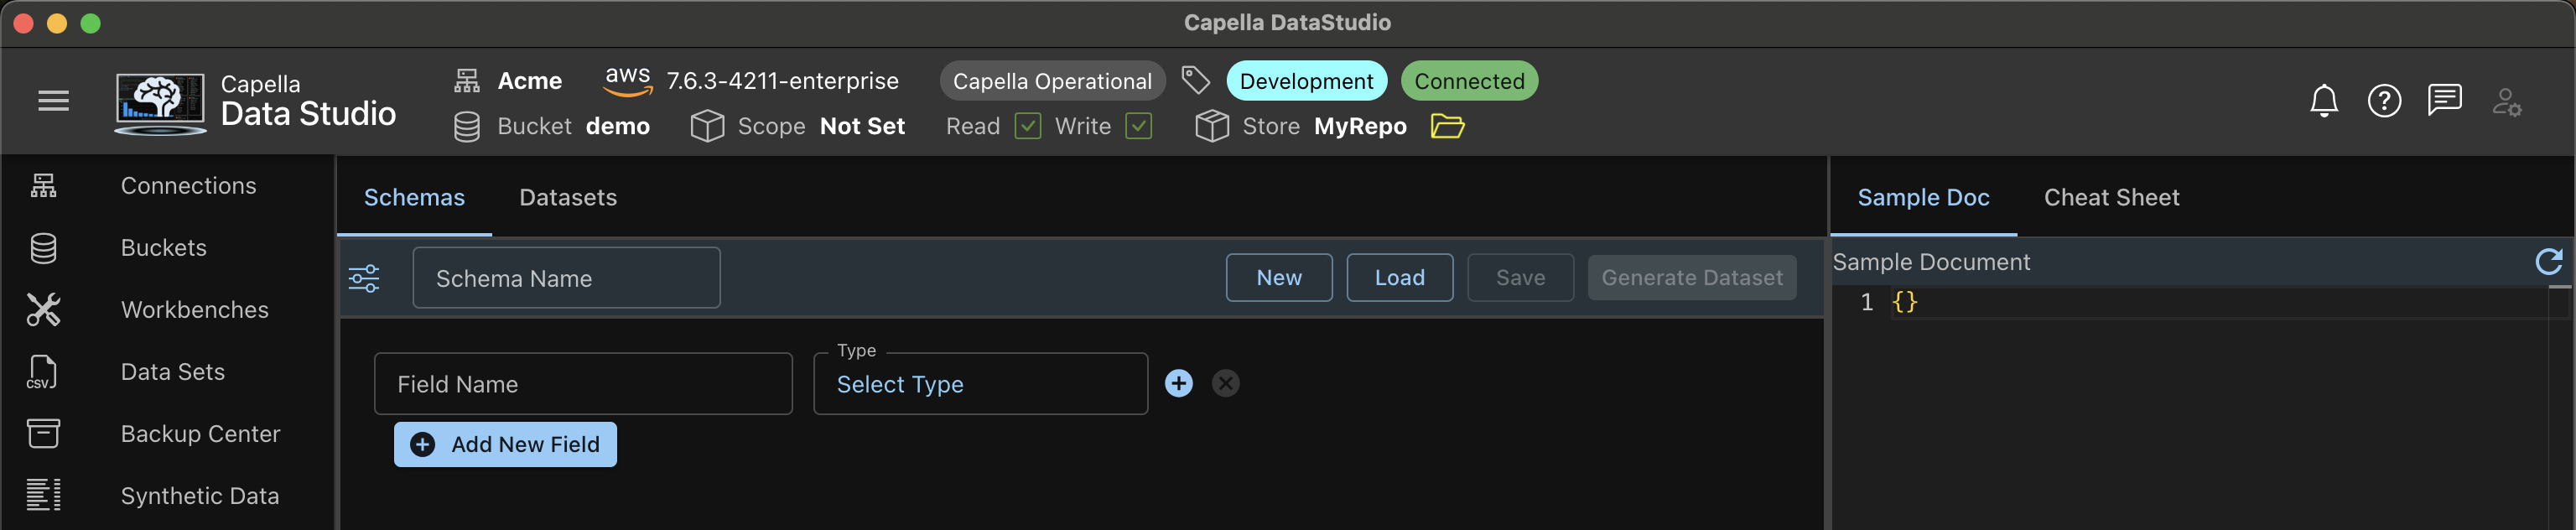 Capella DataStudio
Capella
Data Studio
Acme aws 7.6.3-4211-enterprise Capella Operational Development Connected
Bucket demo Scope Not Set Read Write Store MyRepo
Connections
Buckets
Workbenches
CSV Data Sets
Backup Center
Synthetic Data
Schemas Datasets
Schema Name New Load Save Generate Dataset
Type
Field Name Select Type
Add New Field
Sample Doc Cheat Sheet
Sample Document
1 {}